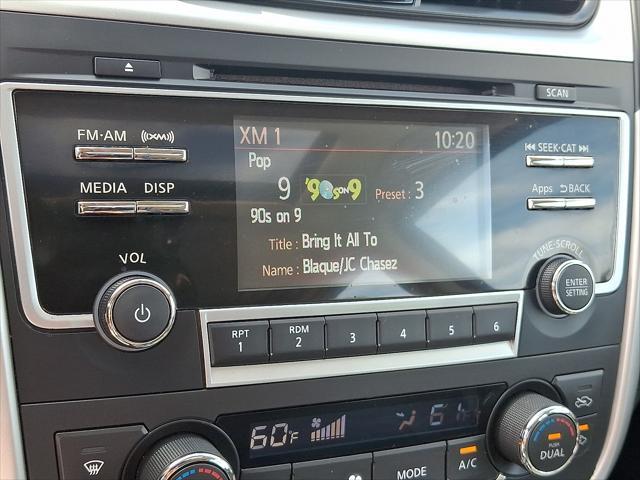 SCAN
FM·AM ((XM))
XM 1 10:20
SEEK·CAT
Pop
9 '90s ON 9 Preset : 3
MEDIA DISP
Apps BACK
90s on 9
Title : Bring It All To
Name : Blaque/JC Chasez
VOL
TUNE·SCROLL
ENTER
SETTING
RPT
1
RDM
2
3
4
5
6
60°F
MODE
A/C
PUSH
DUAL